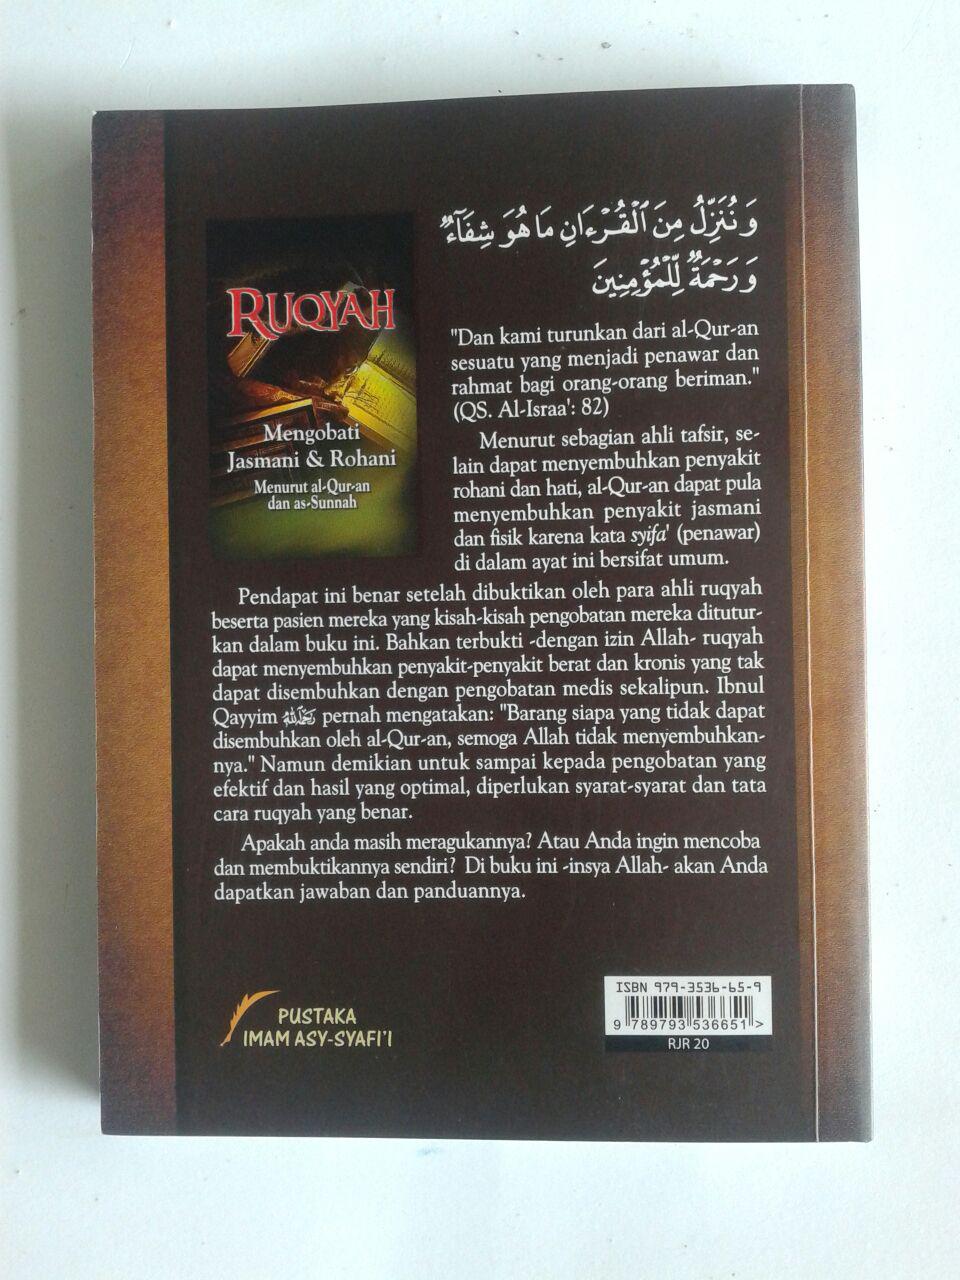 وَنُنَزِّلُ مِنَ ٱلْقُرْءَانِ مَا هُوَ شِفَآءٌ
وَرَحْمَةٌ لِّلْمُؤْمِنِينَ
RUQYAH
Mengobati
Jasmani & Rohani
Menurut al-Qur-an
dan as-Sunnah
"Dan kami turunkan dari al-Qur-an
sesuatu yang menjadi penawar dan
rahmat bagi orang-orang beriman."
(QS. Al-Israa': 82)
Menurut sebagian ahli tafsir, se-
lain dapat menyembuhkan penyakit
rohani dan hati, al-Qur-an dapat pula
menyembuhkan penyakit jasmani
dan fisik karena kata syifa' (penawar)
di dalam ayat ini bersifat umum.
Pendapat ini benar setelah dibuktikan oleh para ahli ruqyah
beserta pasien mereka yang kisah-kisah pengobatan mereka ditutur-
kan dalam buku ini. Bahkan terbukti -dengan izin Allah- ruqyah
dapat menyembuhkan penyakit-penyakit berat dan kronis yang tak
dapat disembuhkan dengan pengobatan medis sekalipun. Ibnul
Qayyim رحمه الله pernah mengatakan: "Barang siapa yang tidak dapat
disembuhkan oleh al-Qur-an, semoga Allah tidak menyembuhkan-
nya." Namun demikian untuk sampai kepada pengobatan yang
efektif dan hasil yang optimal, diperlukan syarat-syarat dan tata
cara ruqyah yang benar.
Apakah anda masih meragukannya? Atau Anda ingin mencoba
dan membuktikannya sendiri? Di buku ini -insya Allah- akan Anda
dapatkan jawaban dan panduannya.
PUSTAKA
IMAM ASY-SYAFI'I
ISBN 979-3536-65-9
9 789793 536651 >
RJR 20